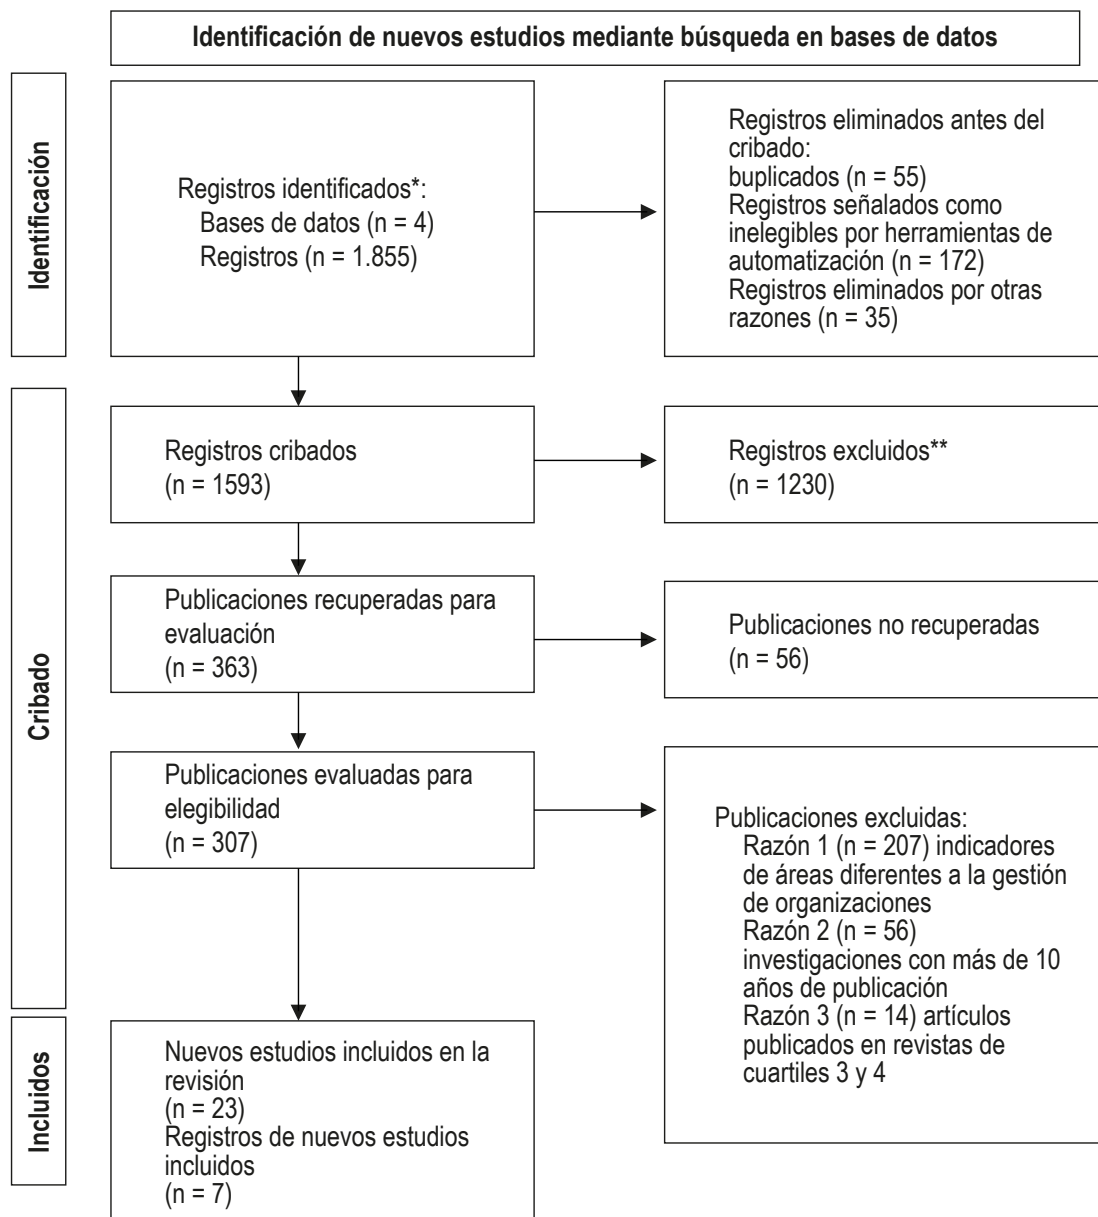 Identificación de nuevos estudios mediante búsqueda en bases de datos
Identificación
Registros identificados*:
Bases de datos (n = 4)
Registros (n = 1.855)
Registros eliminados antes del
cribado:
buplicados (n = 55)
Registros señalados como
inelegibles por herramientas de
automatización (n = 172)
Registros eliminados por otras
razones (n = 35)
Cribado
Registros cribados
(n = 1593)
Registros excluidos**
(n = 1230)
Publicaciones recuperadas para
evaluación
(n = 363)
Publicaciones no recuperadas
(n = 56)
Publicaciones evaluadas para
elegibilidad
(n = 307)
Publicaciones excluidas:
Razón 1 (n = 207) indicadores
de áreas diferentes a la gestión
de organizaciones
Razón 2 (n = 56)
investigaciones con más de 10
años de publicación
Razón 3 (n = 14) artículos
publicados en revistas de
cuartiles 3 y 4
Incluidos
Nuevos estudios incluidos en la
revisión
(n = 23)
Registros de nuevos estudios
incluidos
(n = 7)